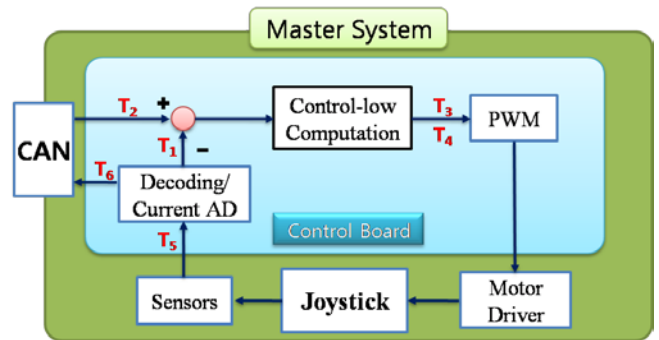 Master System
T2
+
T3
Control-low
Computation
T4
PWM
CAN
T1
−
T6
Decoding/
Current AD
T5
Control Board
Sensors
Joystick
Motor
Driver